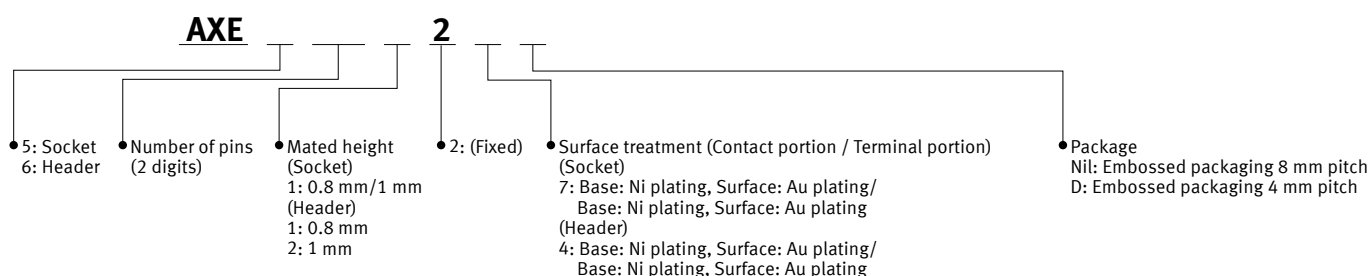 AXE 2
5: Socket
6: Header
Number of pins
(2 digits)
Mated height
(Socket)
1: 0.8 mm/1 mm
(Header)
1: 0.8 mm
2: 1 mm
2: (Fixed)
Surface treatment (Contact portion / Terminal portion)
(Socket)
7: Base: Ni plating, Surface: Au plating/
Base: Ni plating, Surface: Au plating
(Header)
4: Base: Ni plating, Surface: Au plating/
Base: Ni plating, Surface: Au plating
Package
Nil: Embossed packaging 8 mm pitch
D: Embossed packaging 4 mm pitch